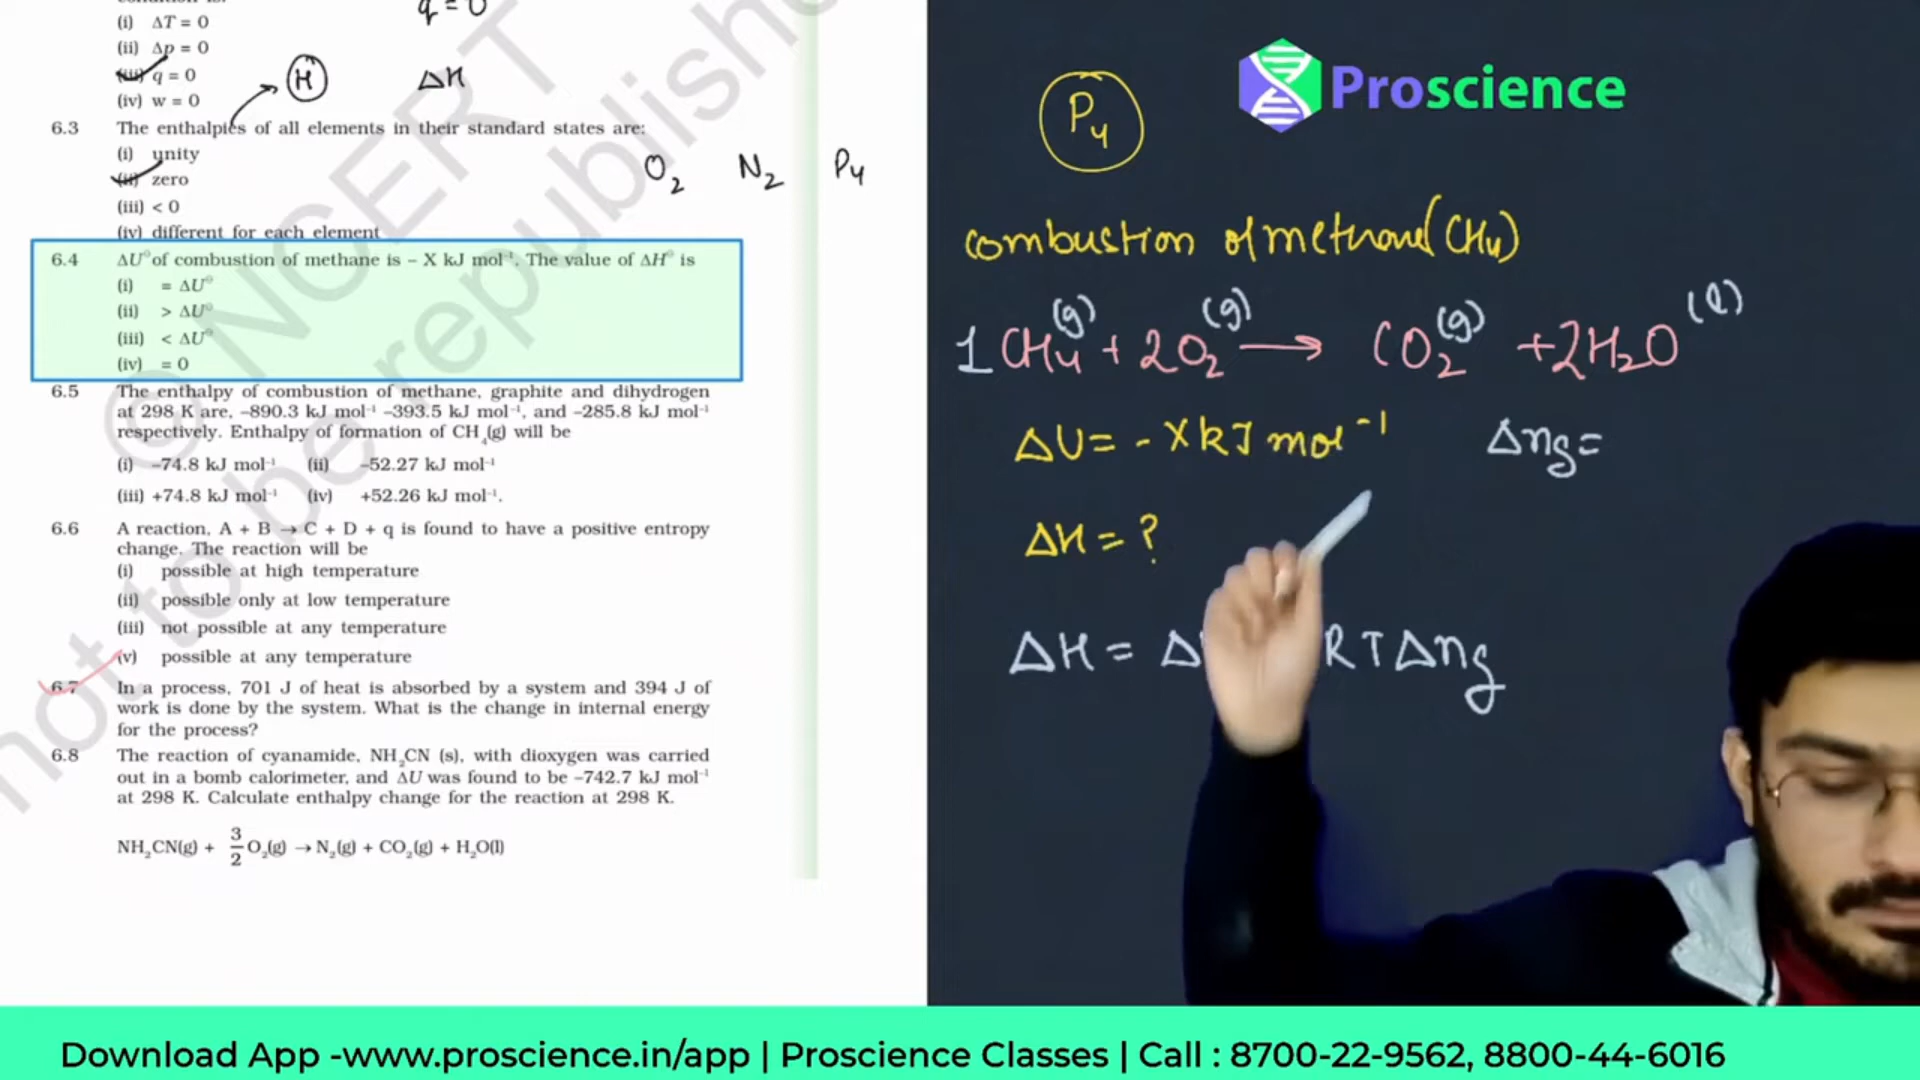 q = 0
(i) ΔT = 0
(ii) Δp = 0
(iii) q = 0
(iv) w = 0
H
ΔH
6.3 The enthalpies of all elements in their standard states are:
(i) unity
(ii) zero
(iii) < 0
(iv) different for each element
O₂ N₂ P₄
6.4 ΔU⊖of combustion of methane is – X kJ mol⁻¹. The value of ΔH⊖ is
(i) = ΔU⊖
(ii) > ΔU⊖
(iii) < ΔU⊖
(iv) = 0
6.5 The enthalpy of combustion of methane, graphite and dihydrogen
at 298 K are, –890.3 kJ mol⁻¹ –393.5 kJ mol⁻¹, and –285.8 kJ mol⁻¹
respectively. Enthalpy of formation of CH₄(g) will be
(i) –74.8 kJ mol⁻¹ (ii) –52.27 kJ mol⁻¹
(iii) +74.8 kJ mol⁻¹ (iv) +52.26 kJ mol⁻¹.
6.6 A reaction, A + B → C + D + q is found to have a positive entropy
change. The reaction will be
(i) possible at high temperature
(ii) possible only at low temperature
(iii) not possible at any temperature
(v) possible at any temperature
6.7 In a process, 701 J of heat is absorbed by a system and 394 J of
work is done by the system. What is the change in internal energy
for the process?
6.8 The reaction of cyanamide, NH₂CN (s), with dioxygen was carried
out in a bomb calorimeter, and ΔU was found to be –742.7 kJ mol⁻¹
at 298 K. Calculate enthalpy change for the reaction at 298 K.
NH₂CN(g) + 3/2 O₂(g) → N₂(g) + CO₂(g) + H₂O(l)
© NCERT
not to be republish
Proscience
P₄
combustion of methane (CH₄)
1 CH₄(g) + 2O₂(g) → CO₂(g) + 2H₂O(l)
ΔU = - X kJ mol⁻¹ Δng =
ΔH = ?
ΔH = Δ RTΔng
Download App -www.proscience.in/app | Proscience Classes | Call : 8700-22-9562, 8800-44-6016